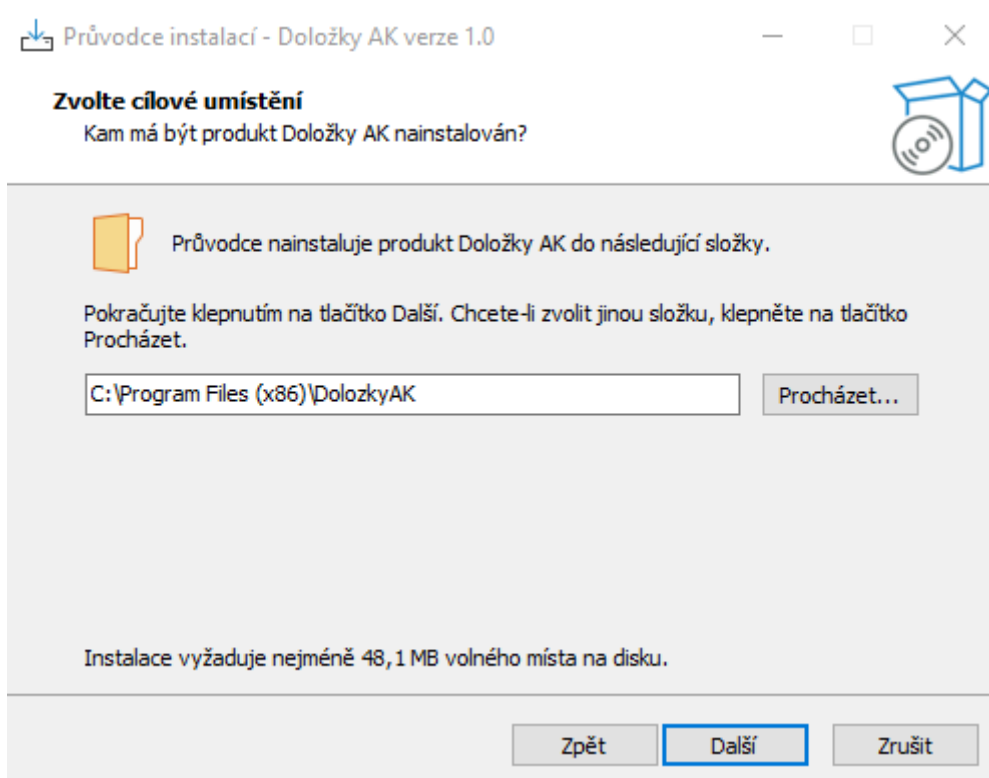 Průvodce instalací - Doložky AK verze 1.0
Zvolte cílové umístění
Kam má být produkt Doložky AK nainstalován?
Průvodce nainstaluje produkt Doložky AK do následující složky.
Pokračujte klepnutím na tlačítko Další. Chcete-li zvolit jinou složku, klepněte na tlačítko
Procházet.
C:\Program Files (x86)\DolozkyAK
Procházet...
Instalace vyžaduje nejméně 48,1 MB volného místa na disku.
Zpět
Další
Zrušit